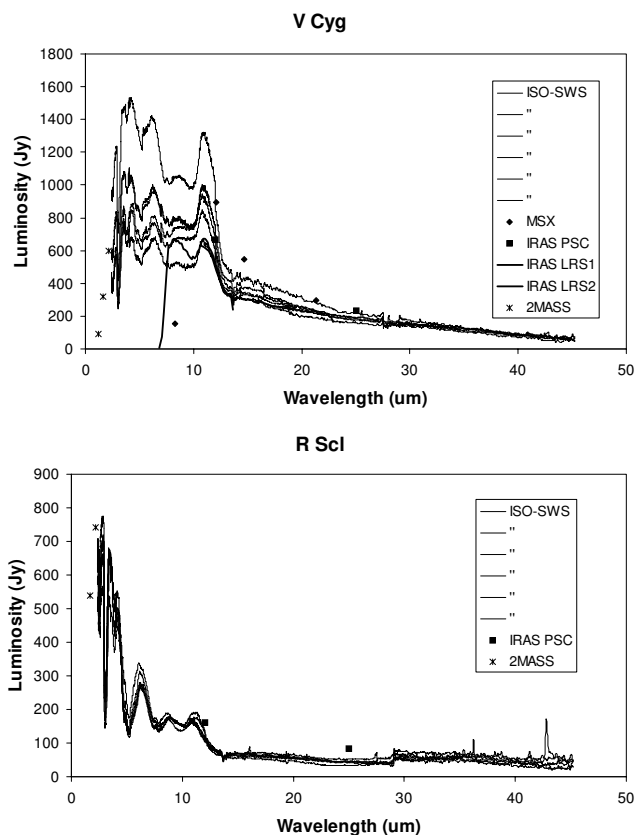 V Cyg
1800
1600
1400
1200
1000
800
600
400
200
0
Luminosity (Jy)
ISO-SWS
"
"
"
"
"
MSX
IRAS PSC
IRAS LRS1
IRAS LRS2
2MASS
0 10 20 30 40 50
Wavelength (um)
R Scl
900
800
700
600
500
400
300
200
100
0
Luminosity (Jy)
ISO-SWS
"
"
"
"
"
IRAS PSC
2MASS
0 10 20 30 40 50
Wavelength (um)